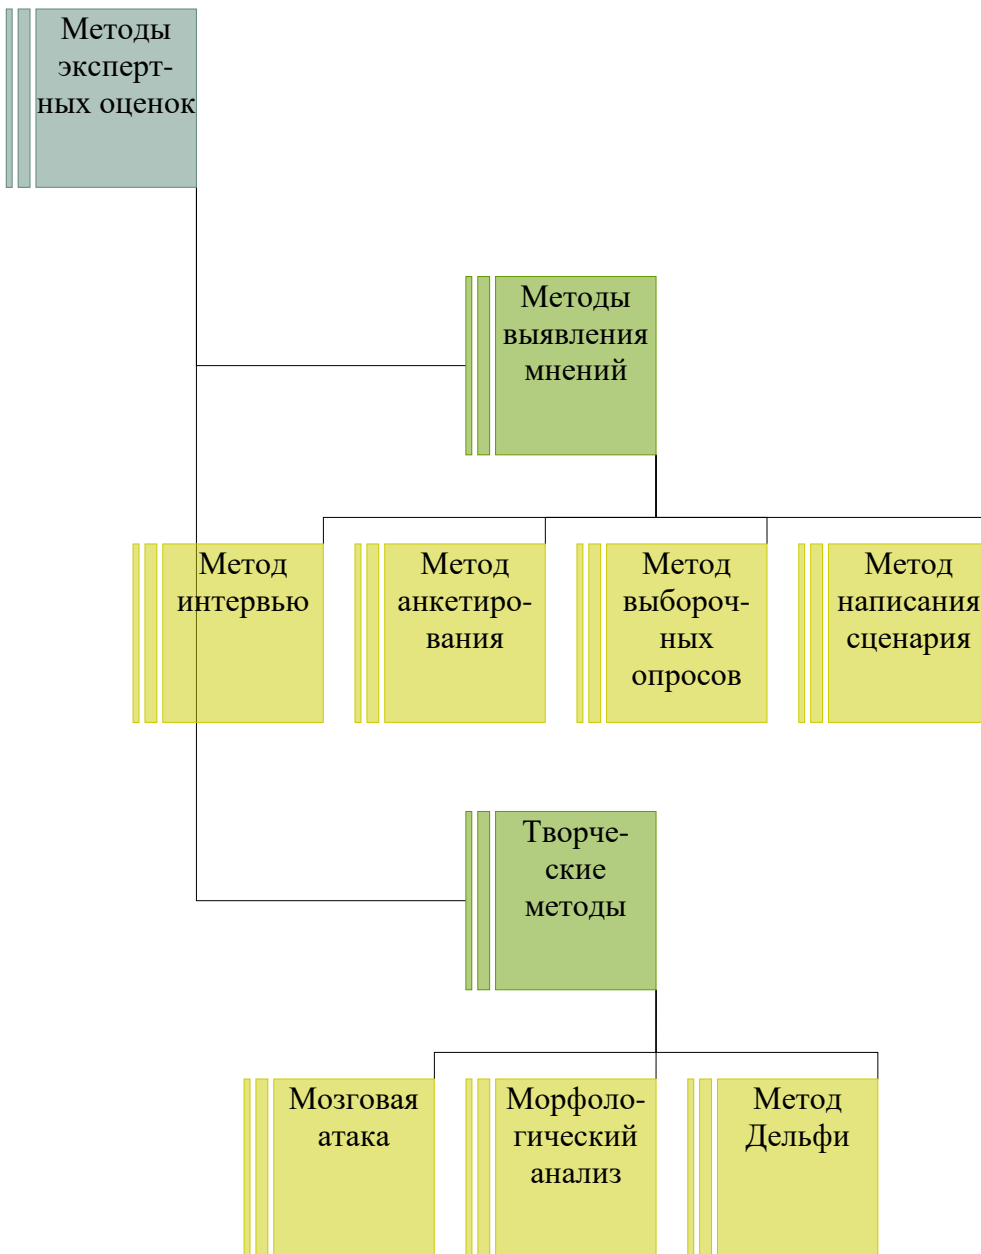 Методы
эксперт-
ных оценок
Методы
выявления
мнений
Метод
интервью
Метод
анкетиро-
вания
Метод
выбороч-
ных
опросов
Метод
написания
сценария
Творче-
ские
методы
Мозговая
атака
Морфоло-
гический
анализ
Метод
Дельфи